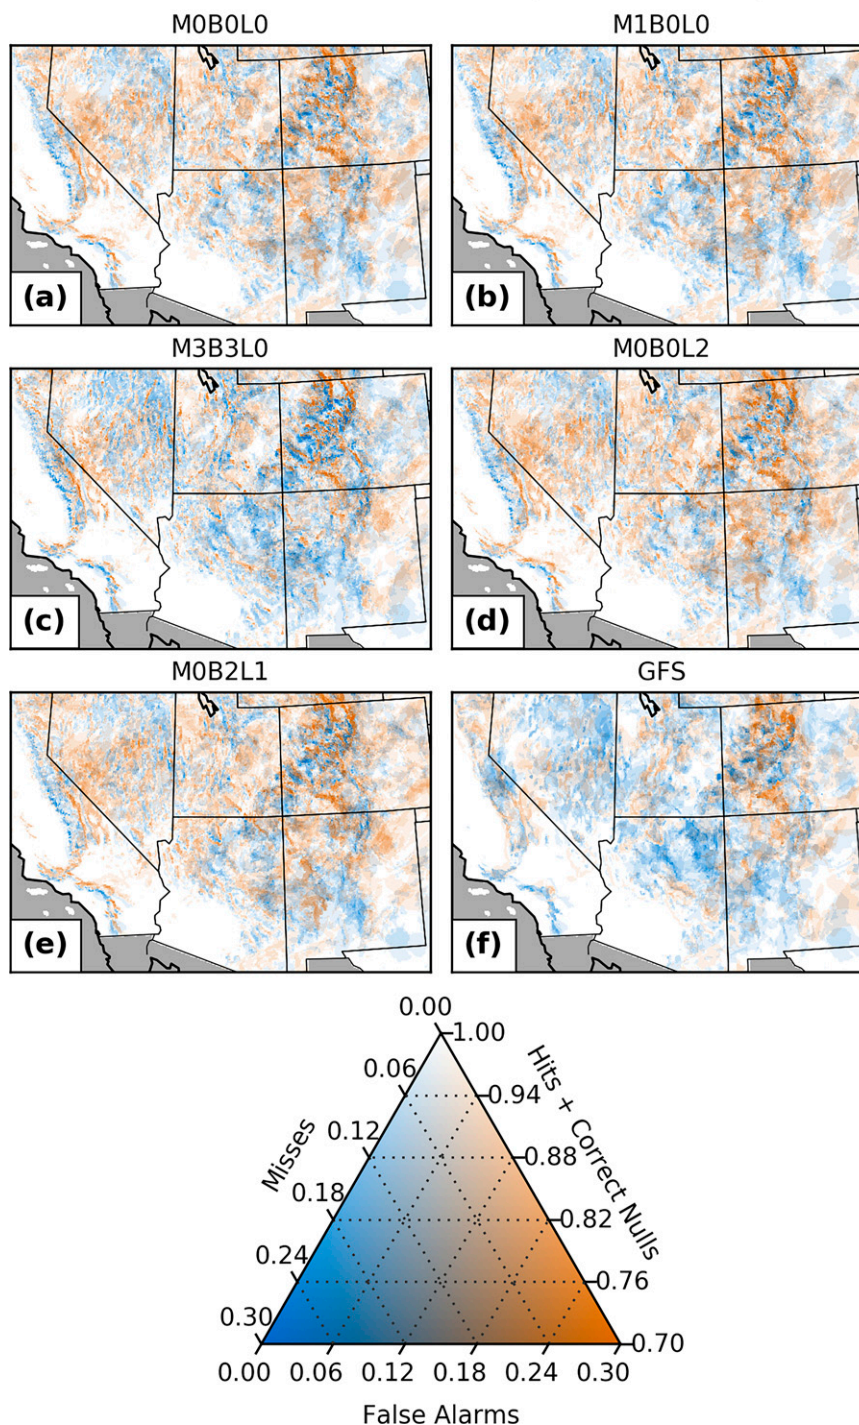 M0B0L0
M1B0L0
(a)
(b)
M3B3L0
M0B0L2
(c)
(d)
M0B2L1
GFS
(e)
(f)
0.00
1.00
0.06
0.94
0.12
0.88
0.18
0.82
0.24
0.76
0.30
0.70
Misses
Hits + Correct Nulls
0.00 0.06 0.12 0.18 0.24 0.30
False Alarms